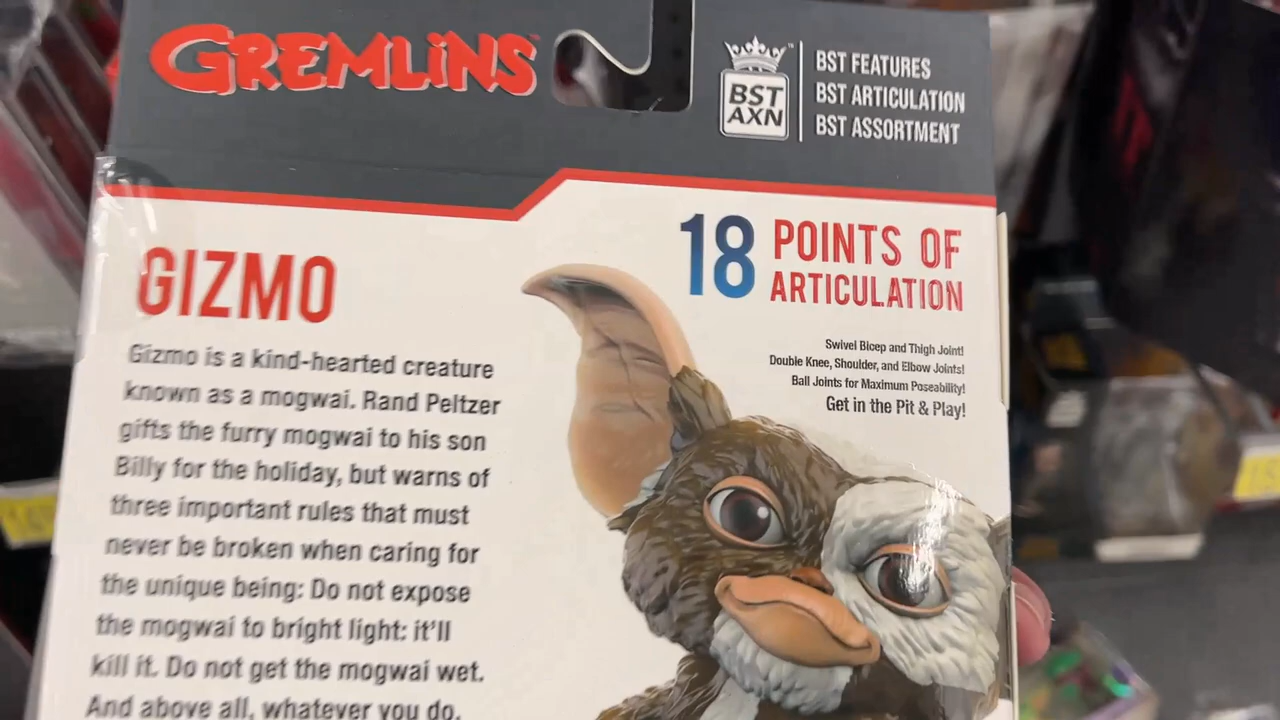 GREMLiNS
BST
AXN
™
BST FEATURES
BST ARTICULATION
BST ASSORTMENT
18 POINTS OF
ARTICULATION
Swivel Bicep and Thigh Joint!
Double Knee, Shoulder, and Elbow Joints!
Ball Joints for Maximum Poseability!
Get in the Pit & Play!
GIZMO
Gizmo is a kind-hearted creature
known as a mogwai. Rand Peltzer
gifts the furry mogwai to his son
Billy for the holiday, but warns of
three important rules that must
never be broken when caring for
the unique being: Do not expose
the mogwai to bright light: it'll
kill it. Do not get the mogwai wet.
And above all, whatever you do,